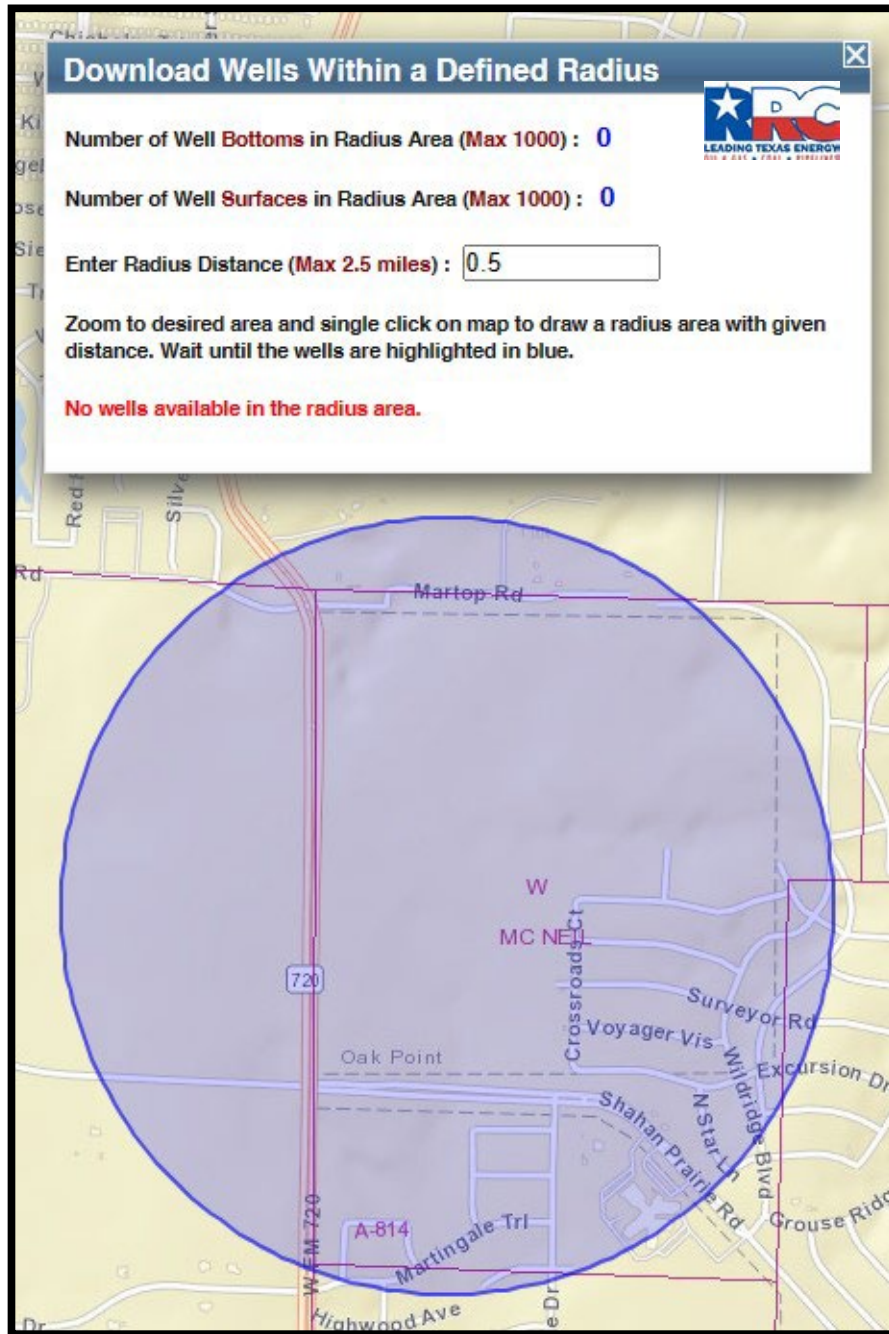 Download Wells Within a Defined Radius
RRC
LEADING TEXAS ENERGY
Number of Well Bottoms in Radius Area (Max 1000) : 0
Number of Well Surfaces in Radius Area (Max 1000) : 0
Enter Radius Distance (Max 2.5 miles) : 0.5
Zoom to desired area and single click on map to draw a radius area with given
distance. Wait until the wells are highlighted in blue.
No wells available in the radius area.
Rd
Martop Rd
W
MC NEIL
Crossroads Ct
720
Surveyor Rd
Voyager Vis
Wildridge Blvd
Oak Point
Excursion Dr
Shahan Prairie Rd
N Star Ln
Grouse Ridg
A-814
W FM 720
Martingale Trl
Highwood Ave
e Dr
Dr